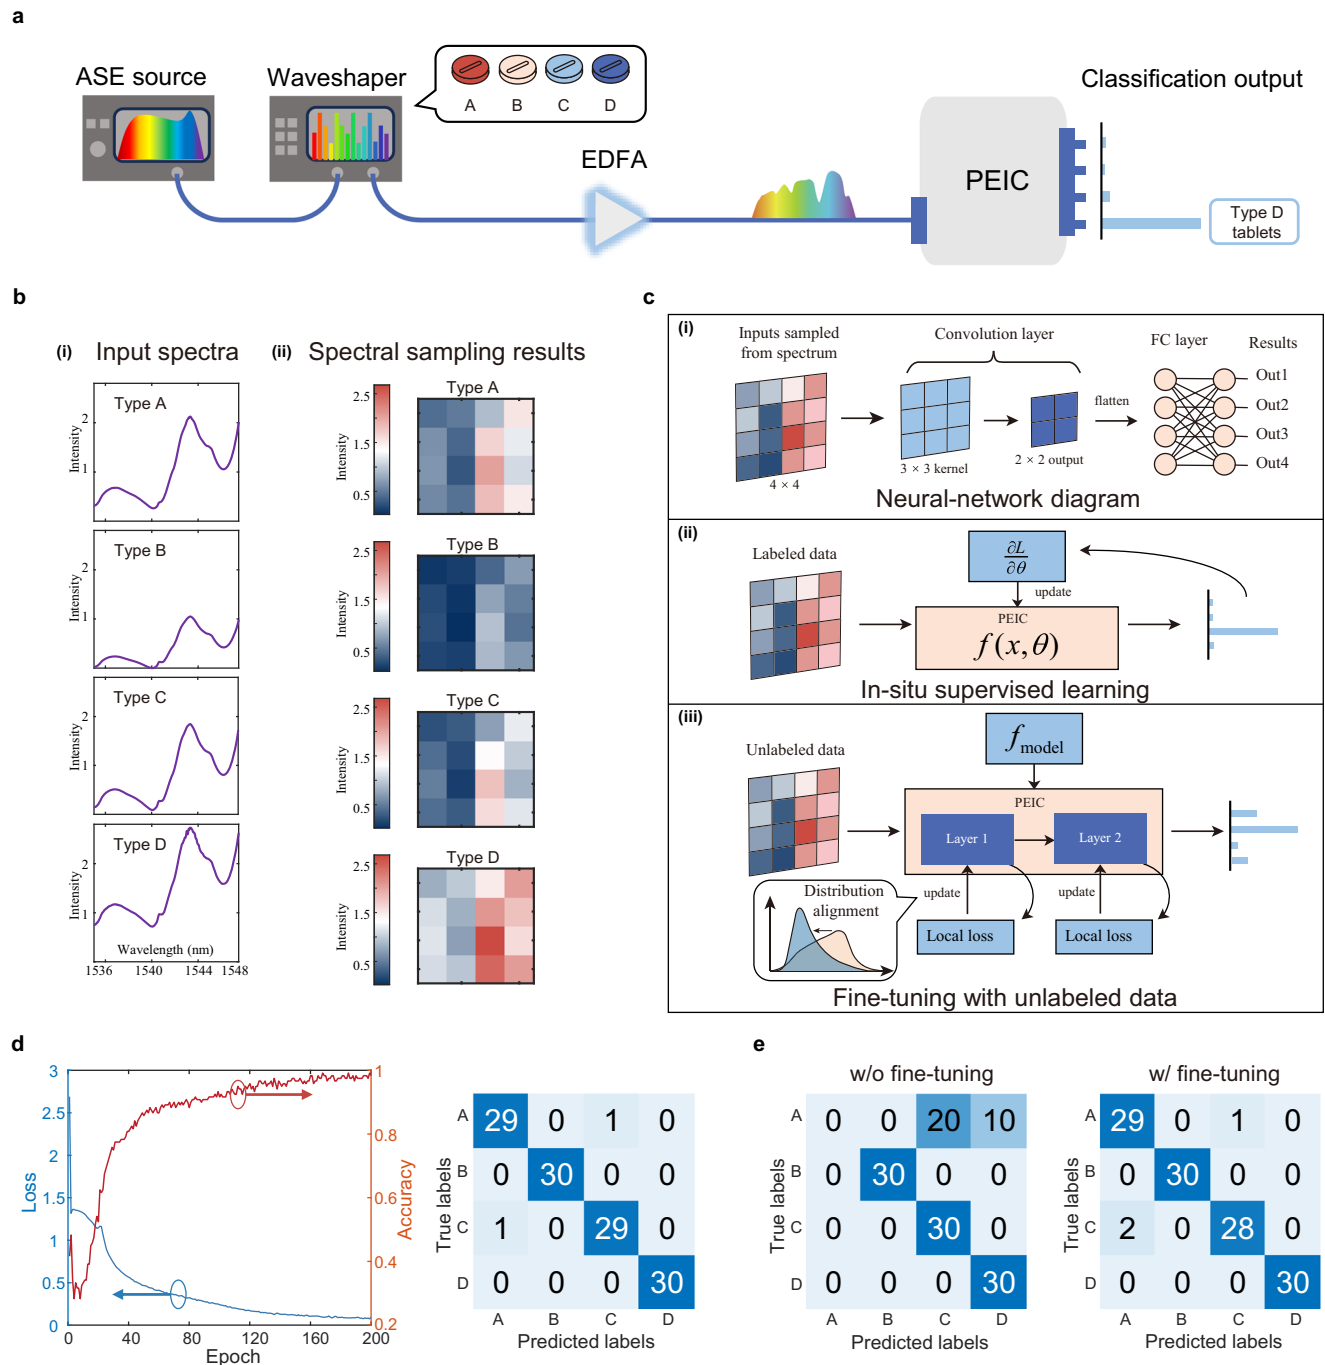 a
ASE source
Waveshaper
A B C D
EDFA
PEIC
Classification output
Type D
tablets
b
(i) Input spectra
Type A
Intensity
2
1
Type B
Intensity
2
1
Type C
Intensity
2
1
Type D
Intensity
2
1
Wavelength (nm)
1536 1540 1544 1548
(ii) Spectral sampling results
Type A
Intensity
2.5
1.5
0.5
Type B
Intensity
2.5
1.5
0.5
Type C
Intensity
2.5
1.5
0.5
Type D
Intensity
2.5
1.5
0.5
c
(i)
Inputs sampled
from spectrum
4 × 4
Convolution layer
3 × 3 kernel
2 × 2 output
flatten
FC layer
Results
Out1
Out2
Out3
Out4
Neural-network diagram
(ii)
Labeled data
∂L
∂θ
update
PEIC
f(x,θ)
In-situ supervised learning
(iii)
Unlabeled data
f model
PEIC
Layer 1
Layer 2
update
update
Local loss
Local loss
Distribution
alignment
Fine-tuning with unlabeled data
d
Loss
3
2.5
2
1.5
1
0.5
0
Accuracy
1
0.8
0.6
0.4
0.2
0 40 80 120 160 200
Epoch
True labels
A 29 0 1 0
B 0 30 0 0
C 1 0 29 0
D 0 0 0 30
A B C D
Predicted labels
e
w/o fine-tuning
True labels
A 0 0 20 10
B 0 30 0 0
C 0 0 30 0
D 0 0 0 30
A B C D
Predicted labels
w/ fine-tuning
True labels
A 29 0 1 0
B 0 30 0 0
C 2 0 28 0
D 0 0 0 30
A B C D
Predicted labels